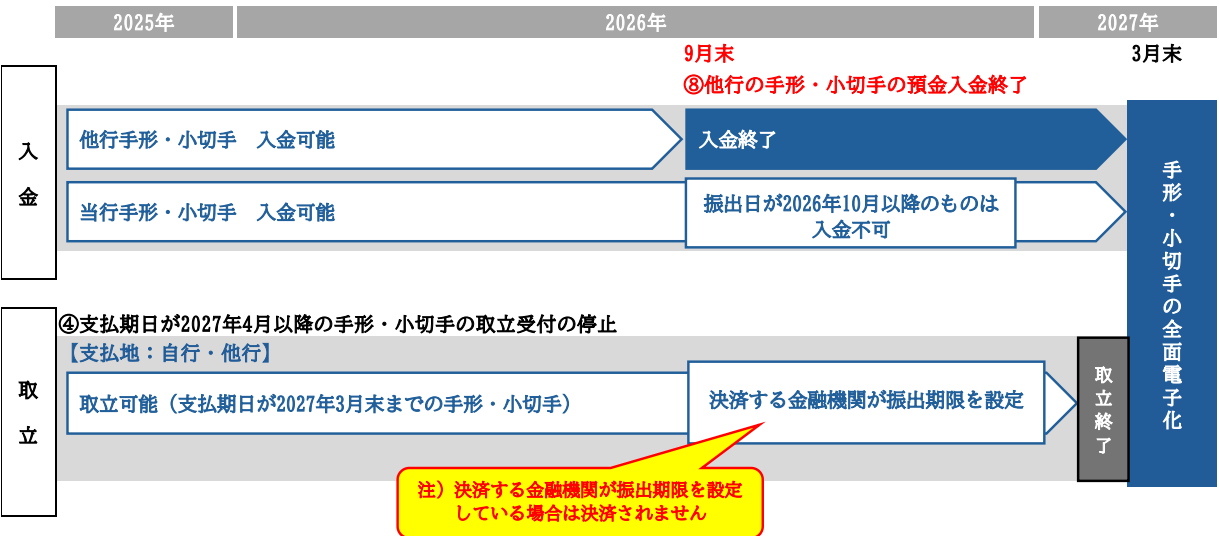 2025年
2026年
2027年
9月末
3月末
⑧他行の手形・小切手の預金入金終了
入金
他行手形・小切手　入金可能
入金終了
当行手形・小切手　入金可能
振出日が2026年10月以降のものは
入金不可
手形・小切手の全面電子化
④支払期日が2027年4月以降の手形・小切手の取立受付の停止
【支払地：自行・他行】
取立
取立可能（支払期日が2027年3月末までの手形・小切手）
決済する金融機関が振出期限を設定
取立終了
注）決済する金融機関が振出期限を設定
している場合は決済されません